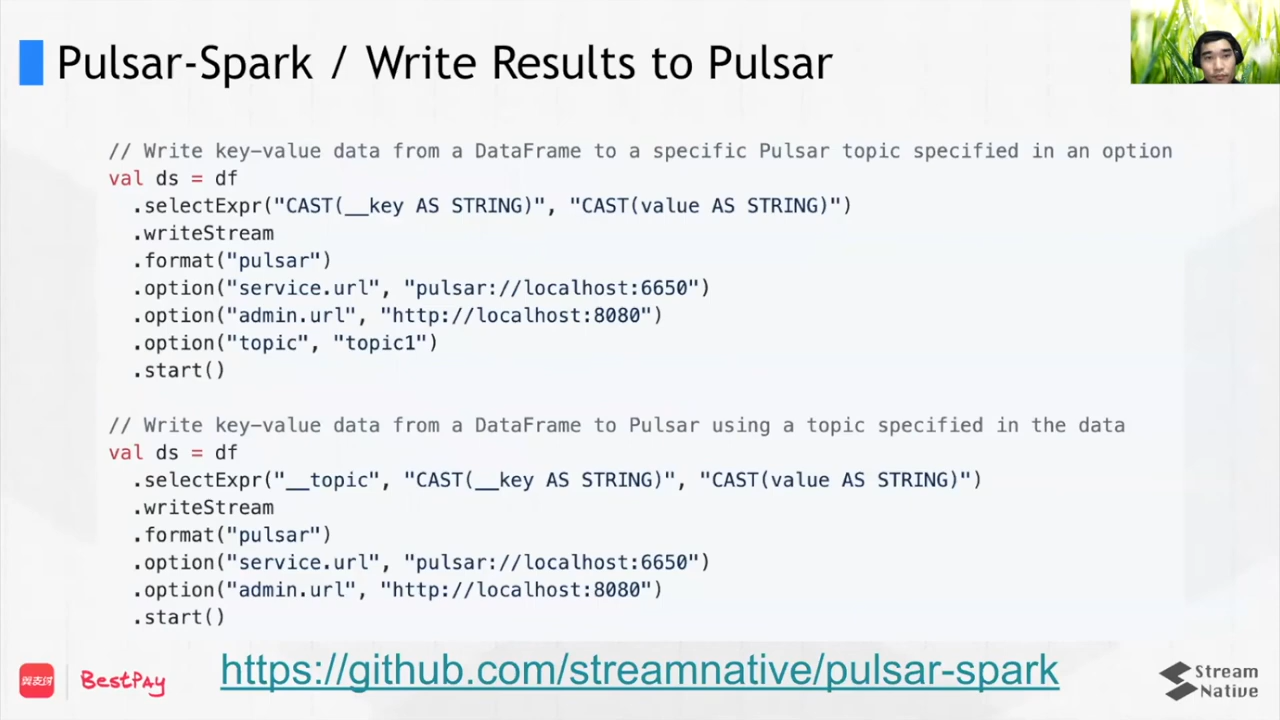 Pulsar-Spark / Write Results to Pulsar
// Write key-value data from a DataFrame to a specific Pulsar topic specified in an option
val ds = df
  .selectExpr("CAST(__key AS STRING)", "CAST(value AS STRING)")
  .writeStream
  .format("pulsar")
  .option("service.url", "pulsar://localhost:6650")
  .option("admin.url", "http://localhost:8080")
  .option("topic", "topic1")
  .start()
// Write key-value data from a DataFrame to Pulsar using a topic specified in the data
val ds = df
  .selectExpr("__topic", "CAST(__key AS STRING)", "CAST(value AS STRING)")
  .writeStream
  .format("pulsar")
  .option("service.url", "pulsar://localhost:6650")
  .option("admin.url", "http://localhost:8080")
  .start()
翼支付
BestPay
https://github.com/streamnative/pulsar-spark
Stream
Native